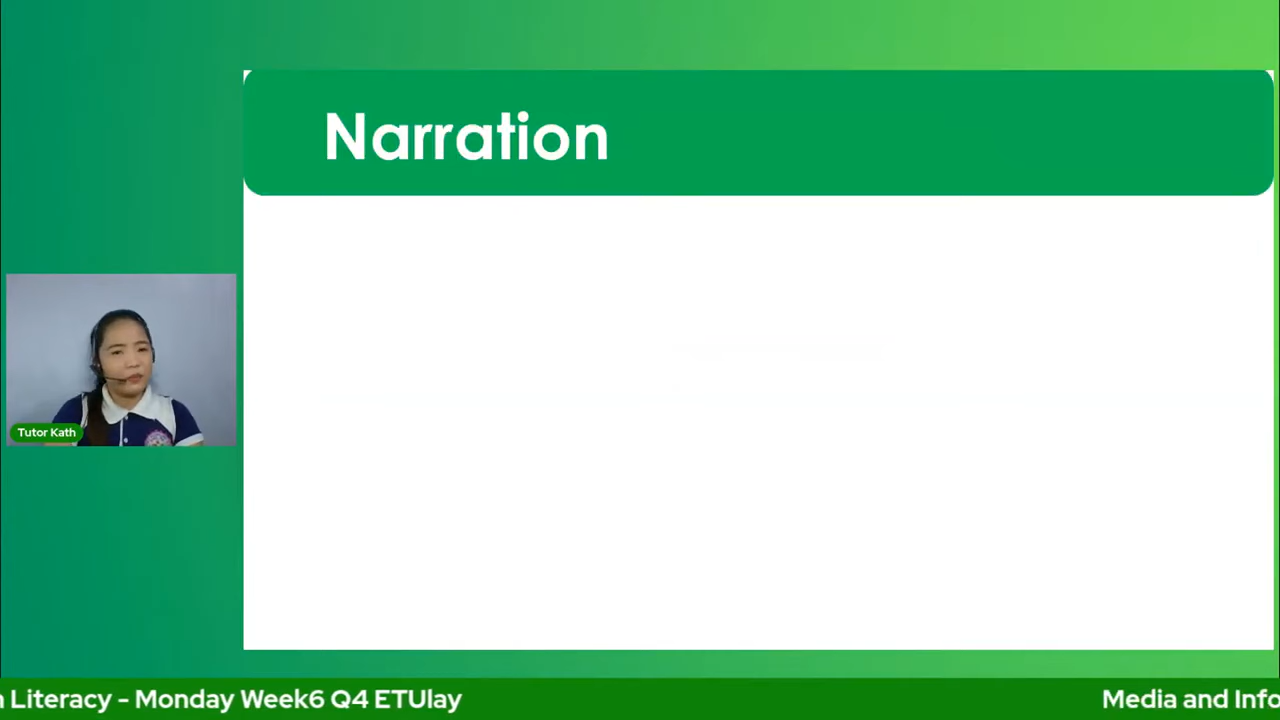 Narration
Tutor Kath
n Literacy - Monday Week6 Q4 ETUlay
Media and Info